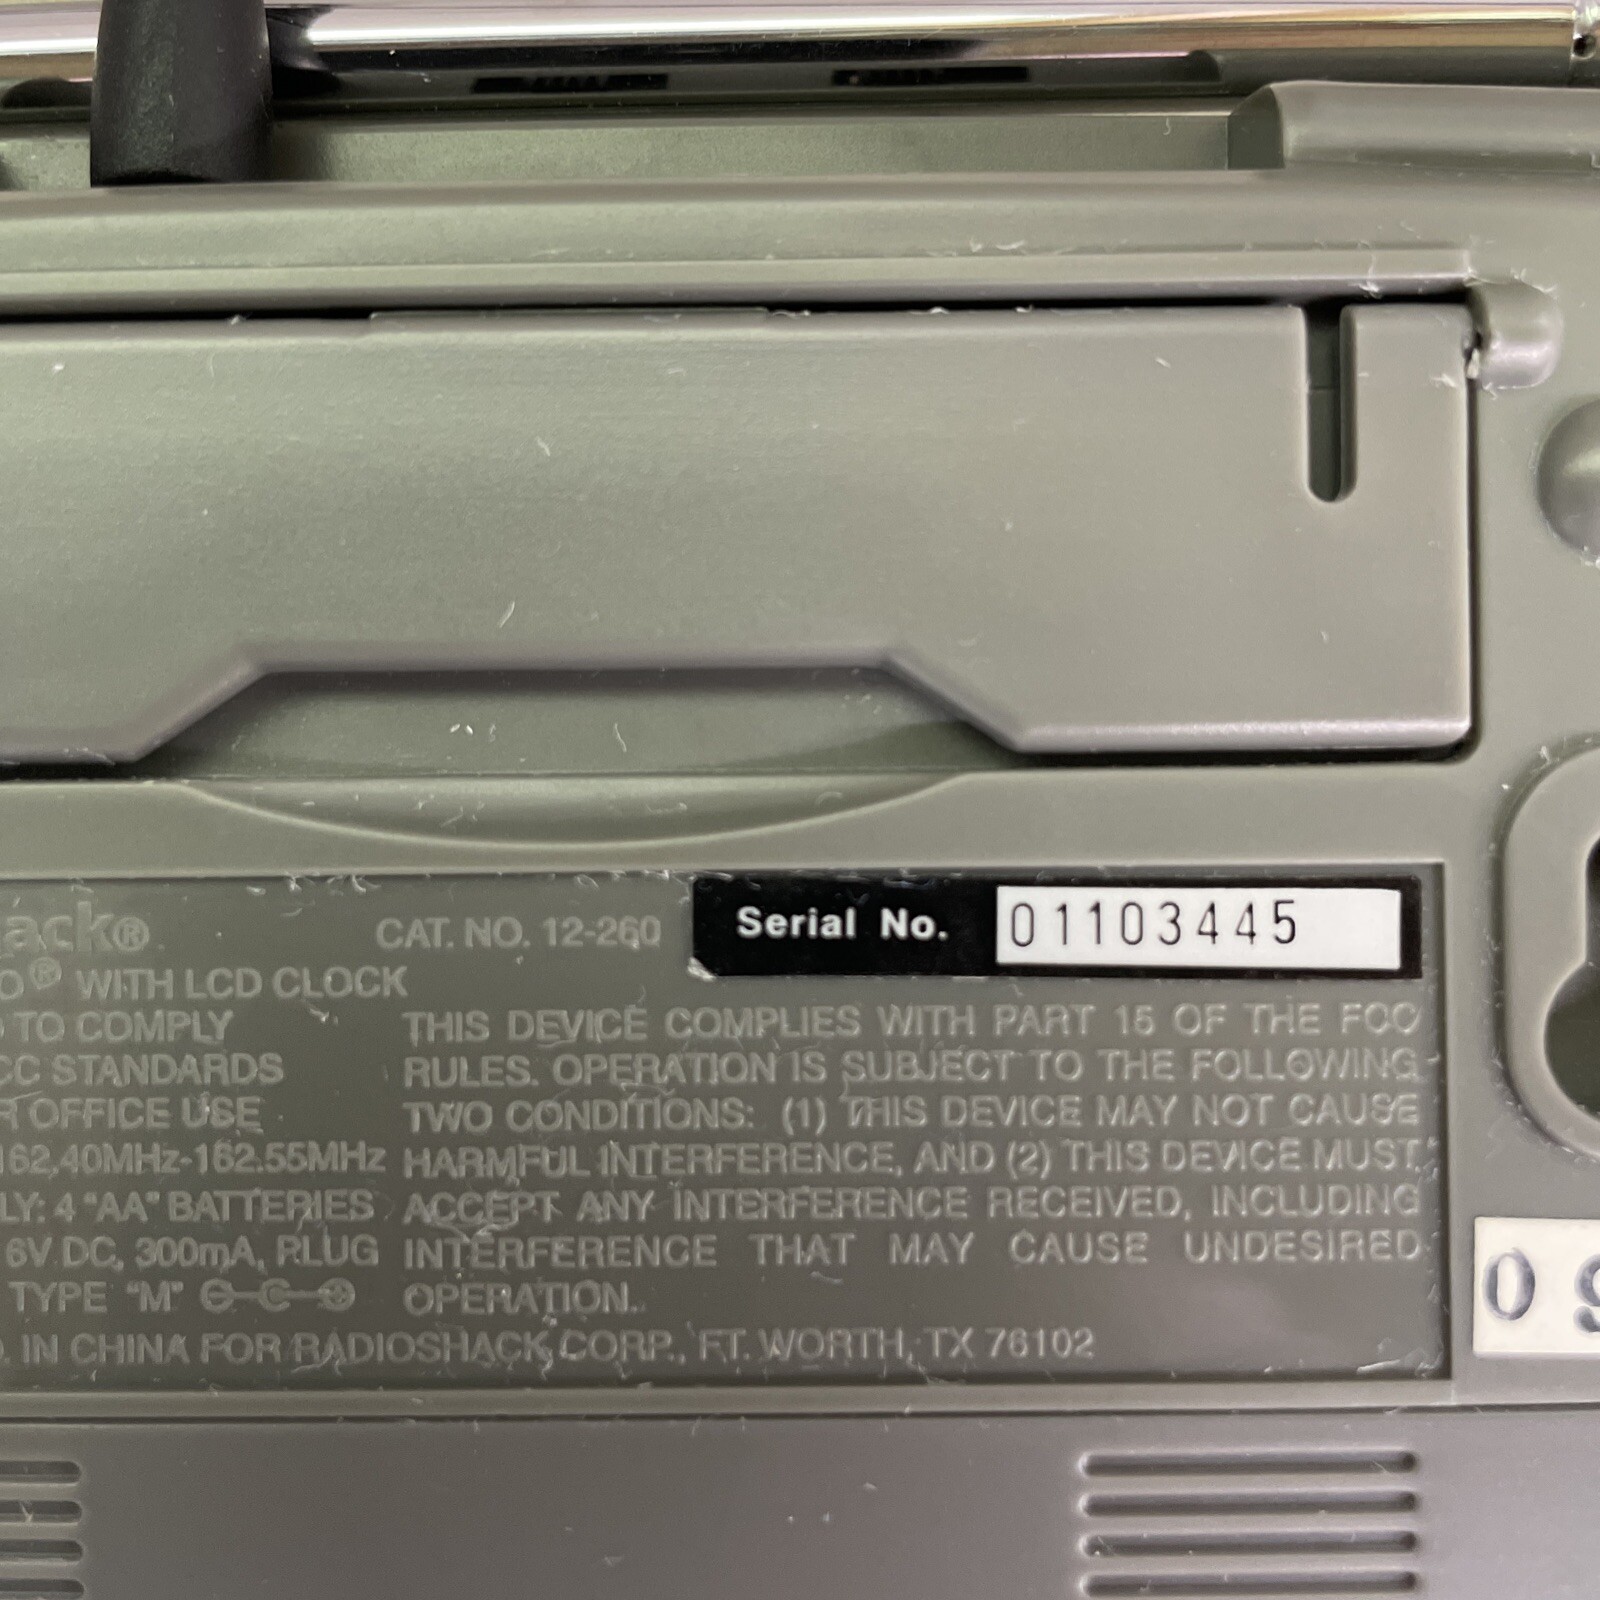 ack® CAT. NO. 12-260 Serial No. 01103445
O® WITH LCD CLOCK
TO COMPLY
CC STANDARDS
R OFFICE USE
162.40MHz-162.55MHz
LY: 4 "AA" BATTERIES
6V DC, 300mA, PLUG
TYPE "M"
THIS DEVICE COMPLIES WITH PART 15 OF THE FCC
RULES. OPERATION IS SUBJECT TO THE FOLLOWING
TWO CONDITIONS: (1) THIS DEVICE MAY NOT CAUSE
HARMFUL INTERFERENCE, AND (2) THIS DEVICE MUST
ACCEPT ANY INTERFERENCE RECEIVED, INCLUDING
INTERFERENCE THAT MAY CAUSE UNDESIRED
OPERATION.
. IN CHINA FOR RADIOSHACK CORP., FT. WORTH, TX 76102
0 9